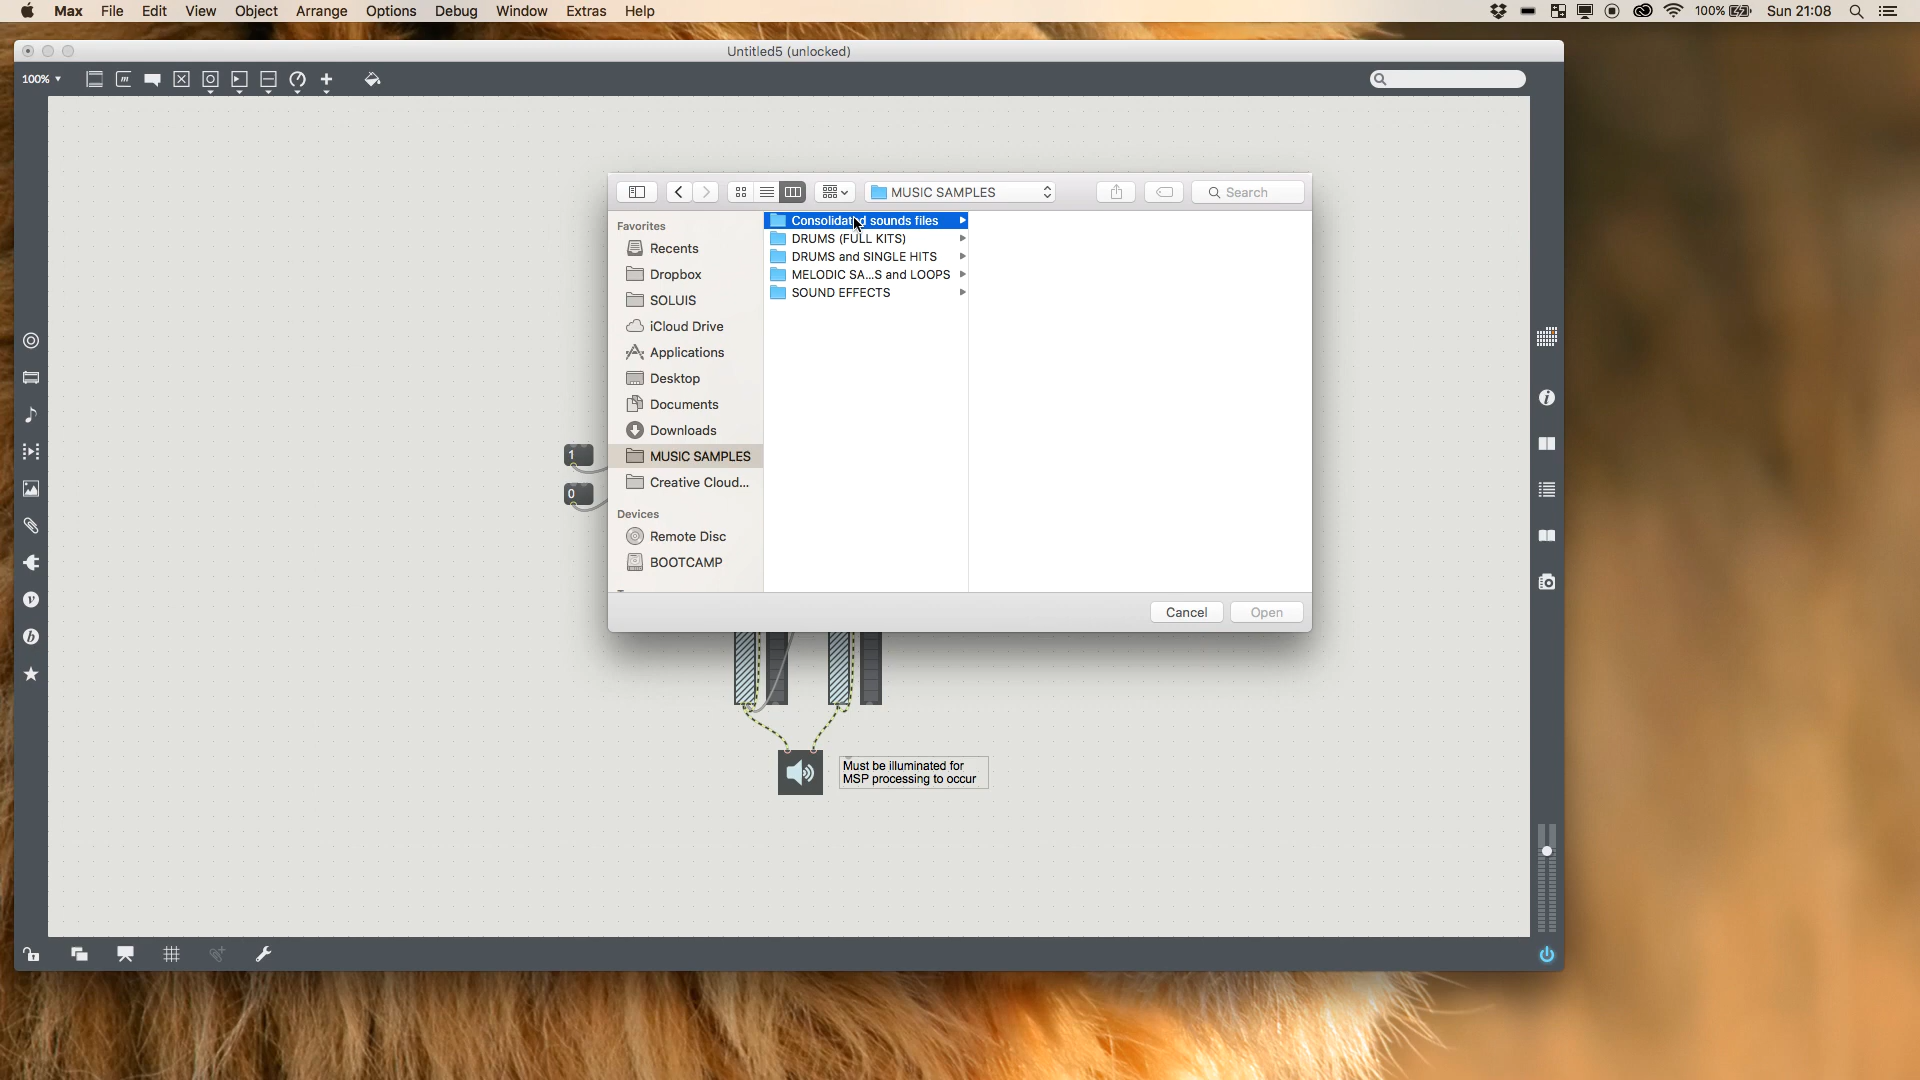 Max File Edit View Object Arrange Options Debug Window Extras Help 100% Sun 21:08
Untitled5 (unlocked)
100%
MUSIC SAMPLES Search
Favorites
Recents
Dropbox
SOLUIS
iCloud Drive
Applications
Desktop
Documents
Downloads
MUSIC SAMPLES
Creative Cloud...
Devices
Remote Disc
BOOTCAMP
Consolidated sounds files
DRUMS (FULL KITS)
DRUMS and SINGLE HITS
MELODIC SA...S and LOOPS
SOUND EFFECTS
1
0
Cancel Open
Must be illuminated for
MSP processing to occur